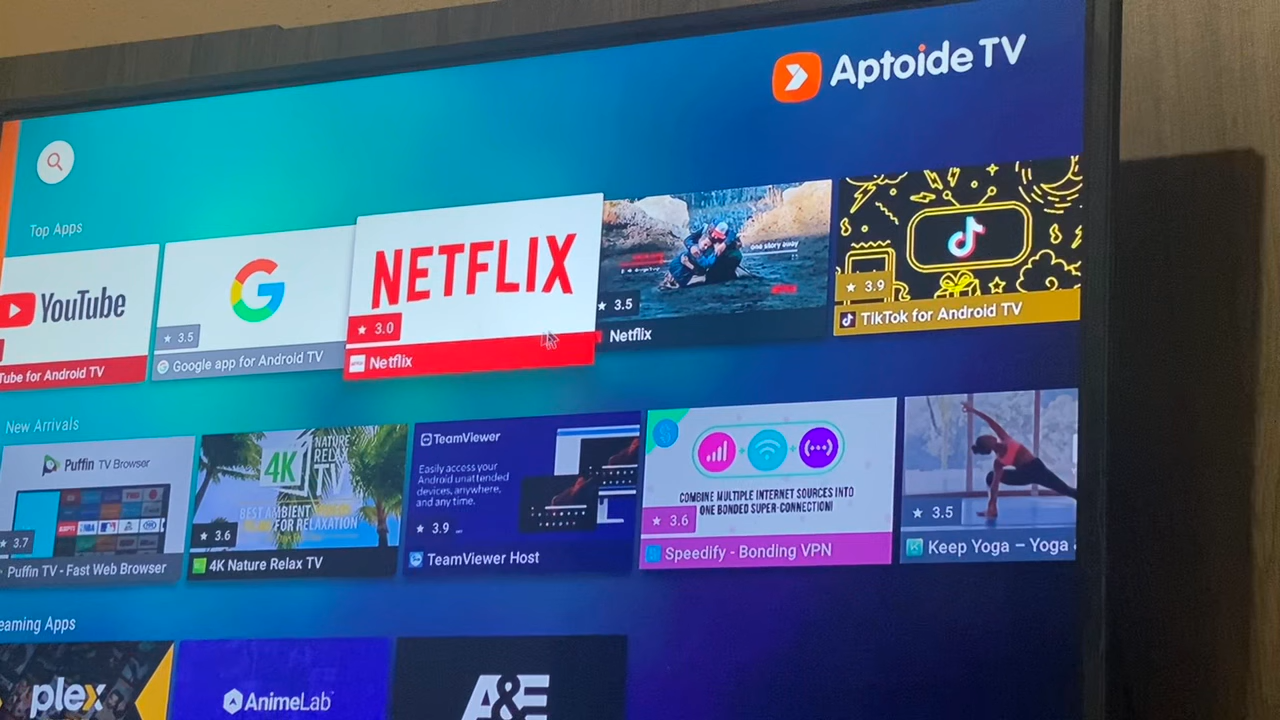 Aptoide TV
Top Apps
YouTube
Tube for Android TV
G
3.5
Google app for Android TV
NETFLIX
3.0
Netflix
one story away
3.5
Netflix
3.9
TikTok for Android TV
New Arrivals
Puffin TV Browser
3.7
Puffin TV - Fast Web Browser
4K
NATURE
RELAX
TV
BEST AMBIENT
FOR RELAXATION
3.6
4K Nature Relax TV
TeamViewer
Easily access your
Android unattended
devices, anywhere,
and any time.
3.9
TeamViewer Host
COMBINE MULTIPLE INTERNET SOURCES INTO
ONE BONDED SUPER-CONNECTION!
3.6
Speedify - Bonding VPN
3.5
Keep Yoga – Yoga
eaming Apps
plex
AnimeLab
A&E